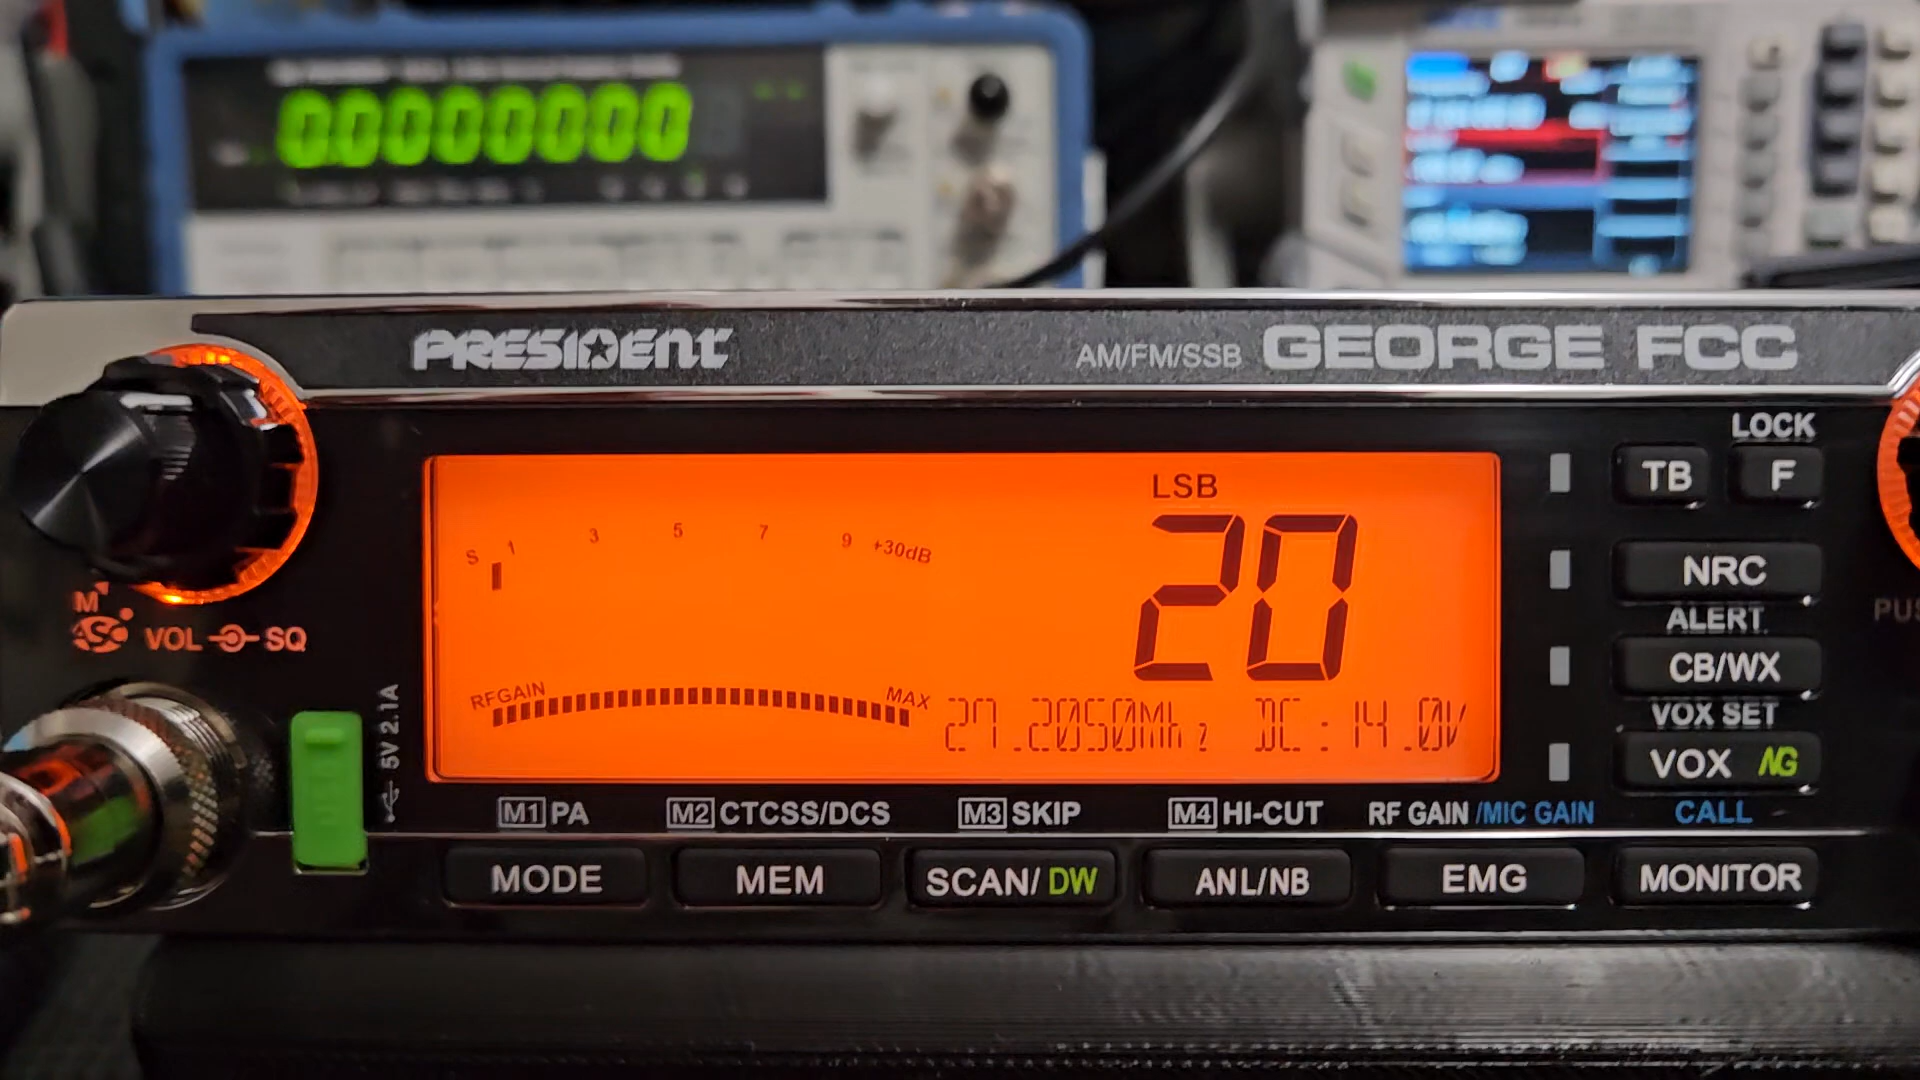 0.0000000
PRESIDENT
AM/FM/SSB GEORGE FCC
LOCK
TB F
LSB
20
S 1 3 5 7 9 +30dB
NRC
ALERT
M
ASC
VOL SQ
CB/WX
VOX SET
5V 2.1A
RFGAIN MAX
27.2050Mhz DC:14.0V
VOX NG
M1 PA M2 CTCSS/DCS M3 SKIP M4 HI-CUT RF GAIN /MIC GAIN CALL
MODE MEM SCAN/DW ANL/NB EMG MONITOR